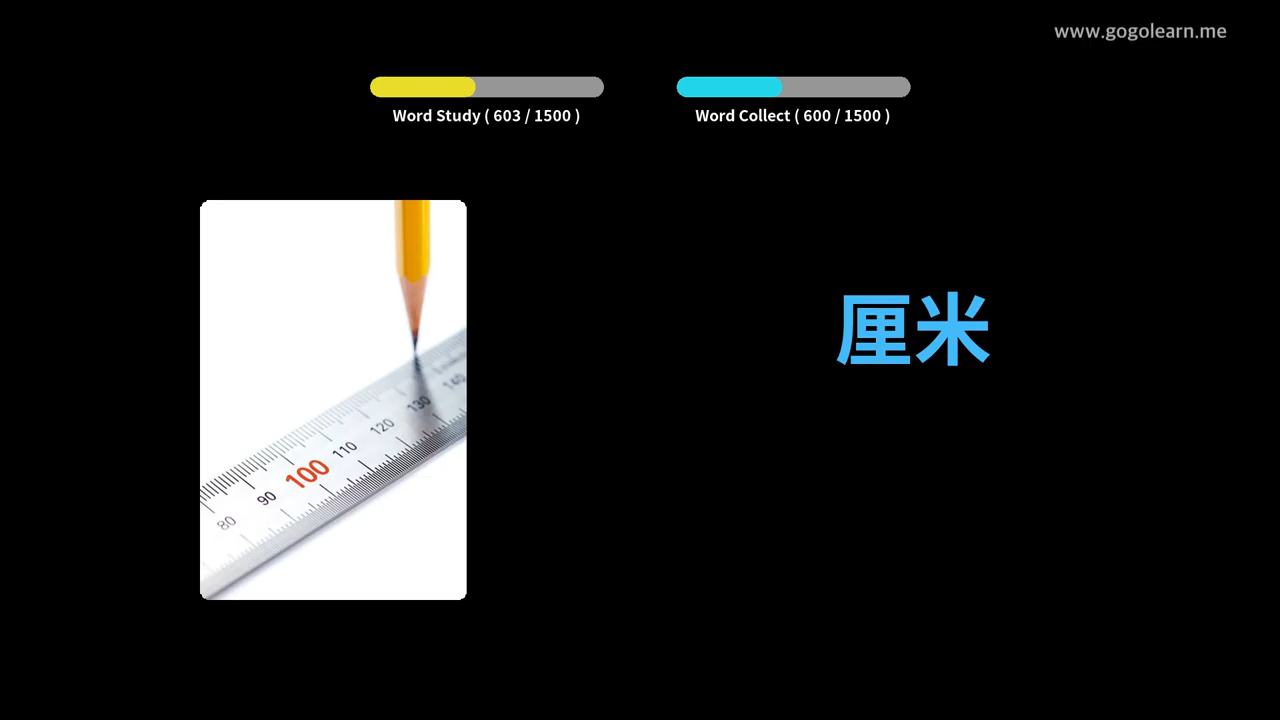 www.gogolearn.me
Word Study ( 603 / 1500 )
Word Collect ( 600 / 1500 )
厘米
80
90
100
110
120
130
140